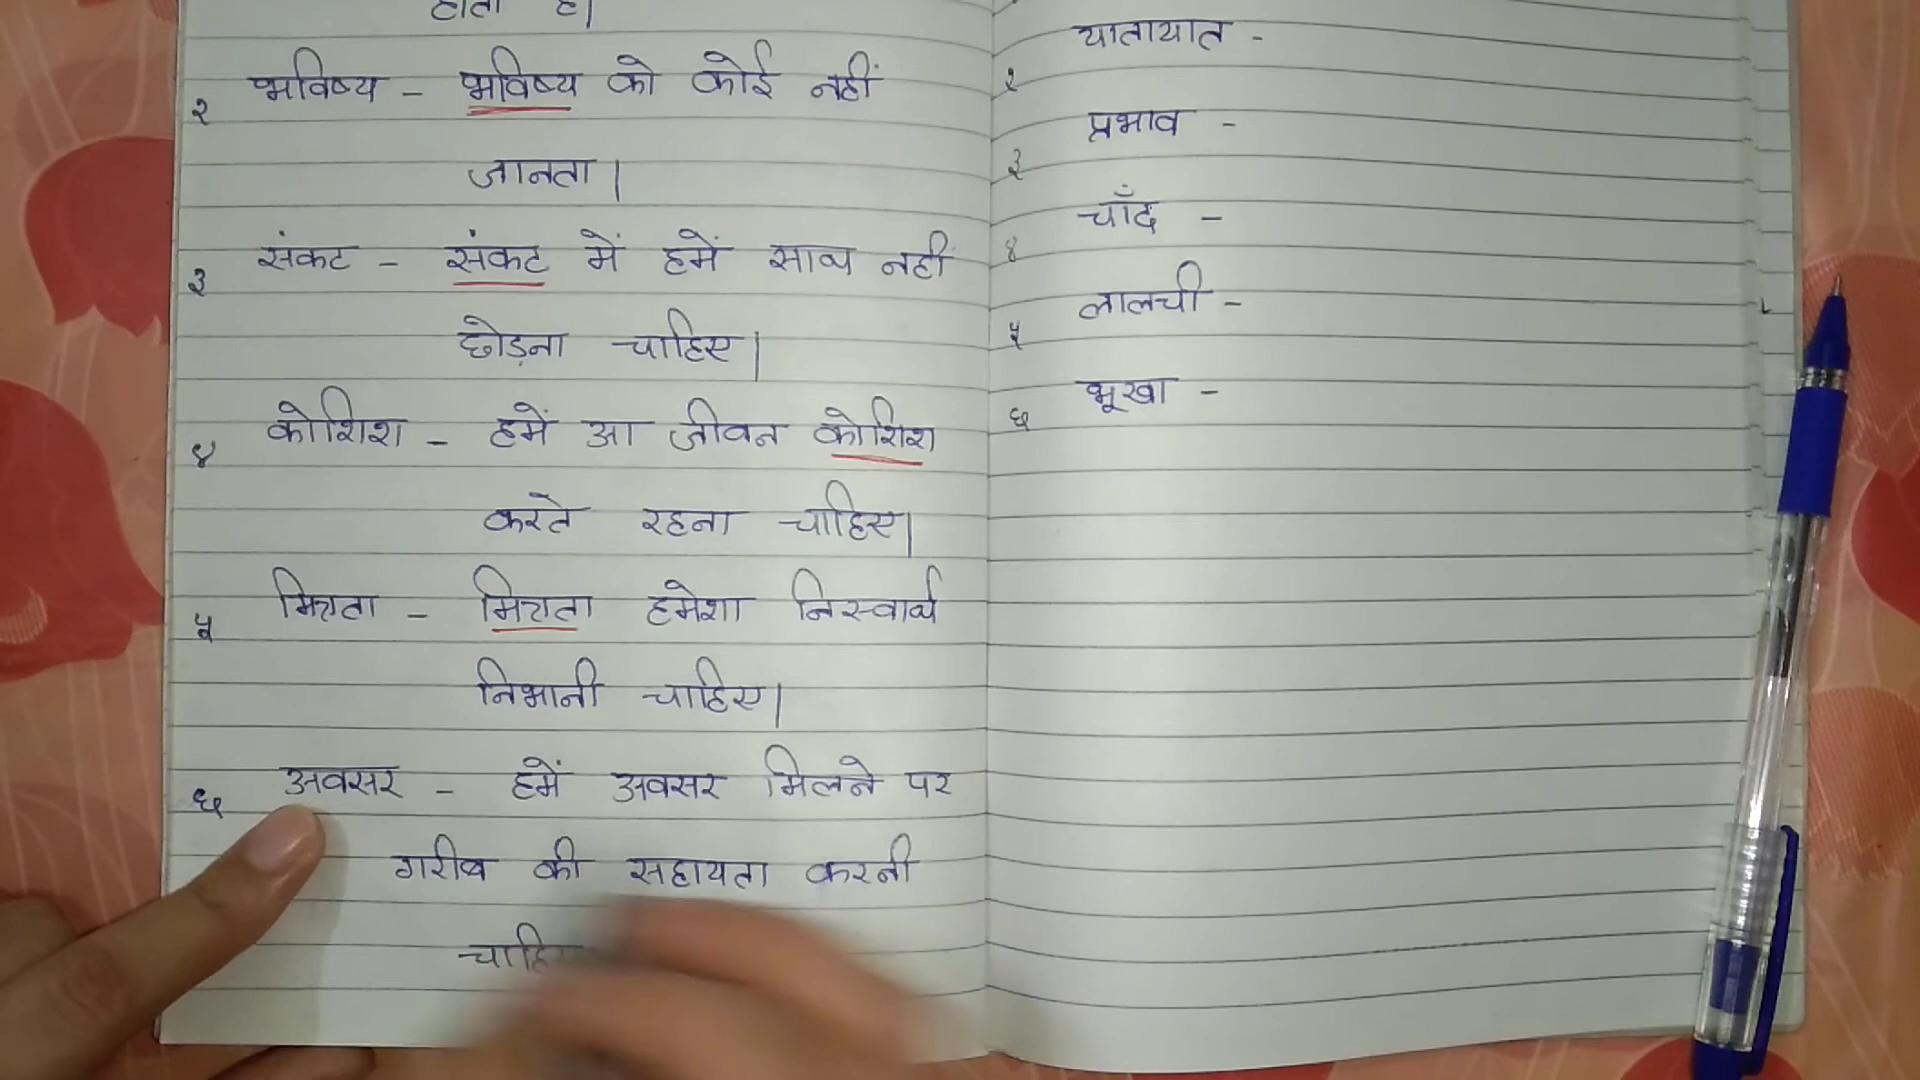 होता है।
२ भविष्य - भविष्य को कोई नहीं
जानता।
३ संकट - संकट में हमें साथ नहीं
छोड़ना चाहिए।
४ कोशिश - हमें आ जीवन कोशिश
करते रहना चाहिए।
५ मित्रता - मित्रता हमेशा निस्वार्थ
निभानी चाहिए।
६ अवसर - हमें अवसर मिलने पर
गरीब की सहायता करनी
यातायात -
२ प्रभाव -
३ चाँद -
४ लालची -
५ भूखा -
६